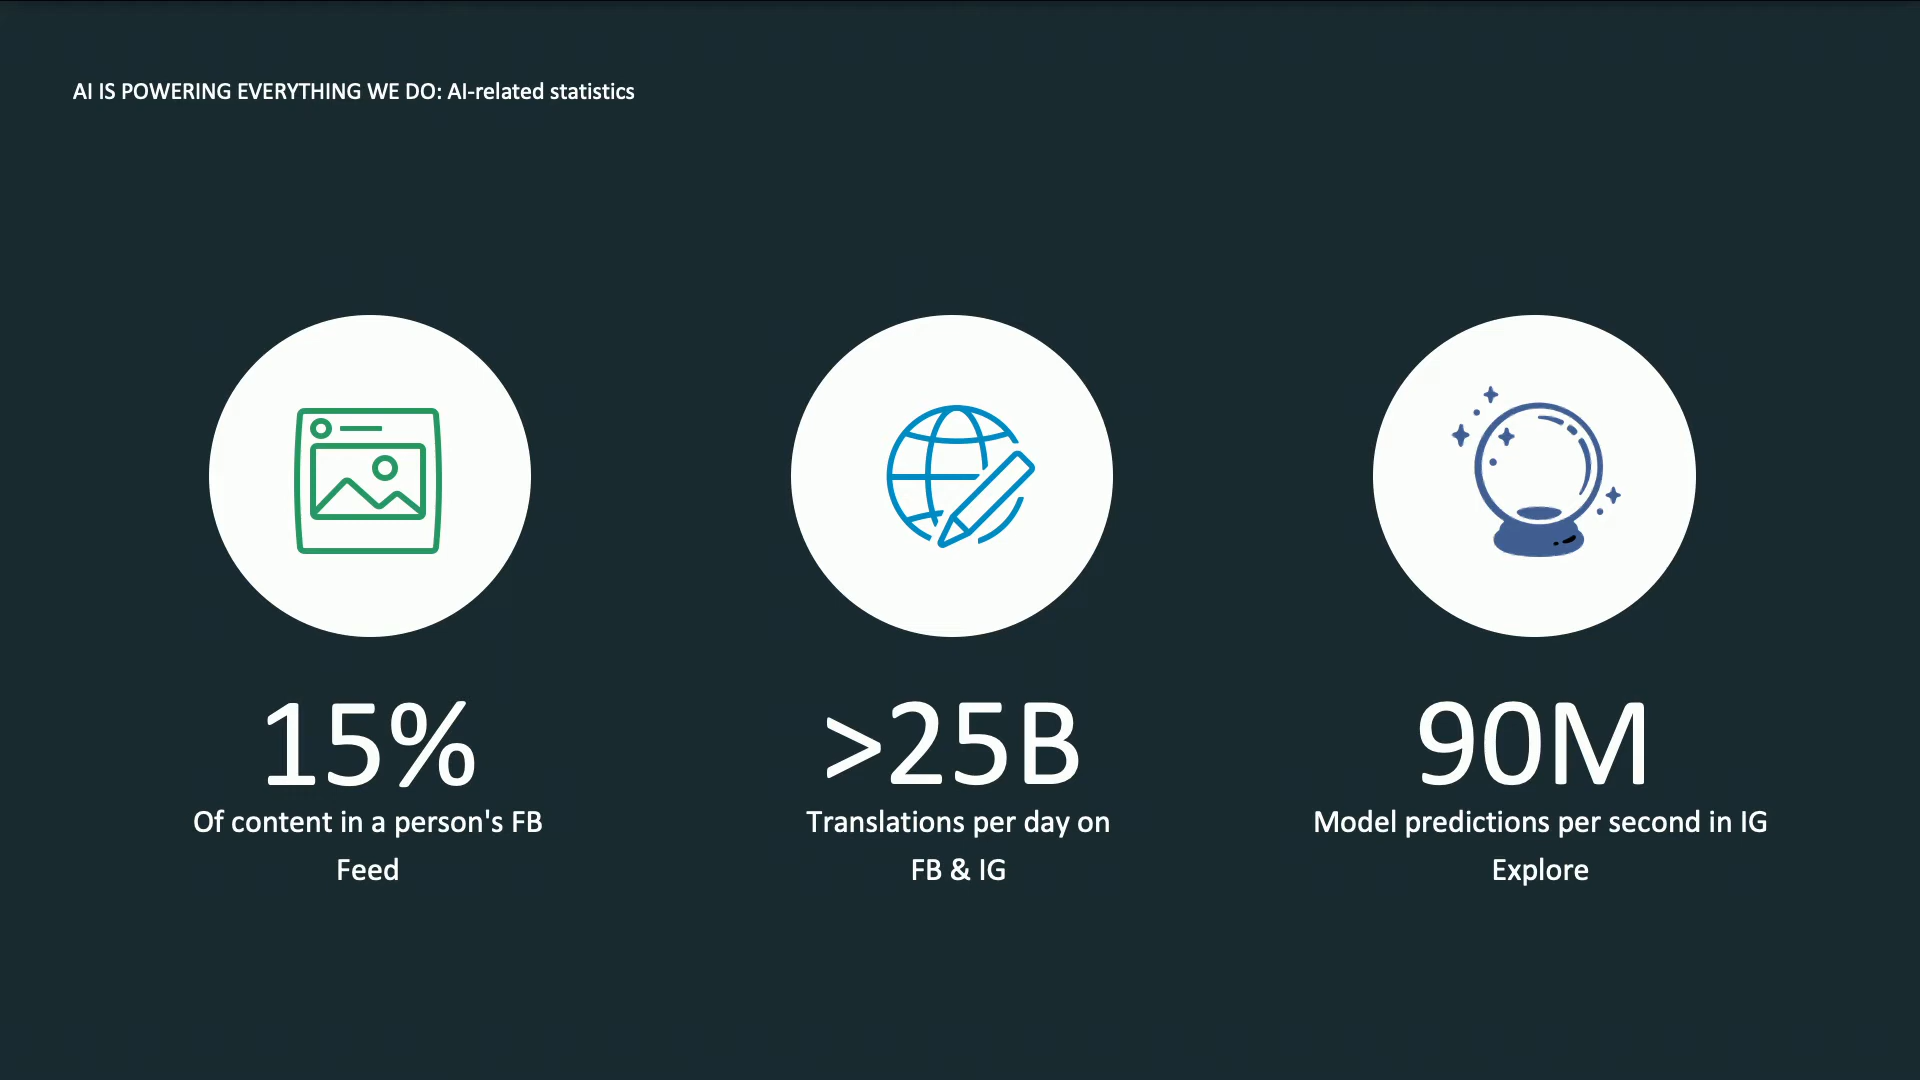 AI IS POWERING EVERYTHING WE DO: AI-related statistics
15%
Of content in a person's FB
Feed
>25B
Translations per day on
FB & IG
90M
Model predictions per second in IG
Explore